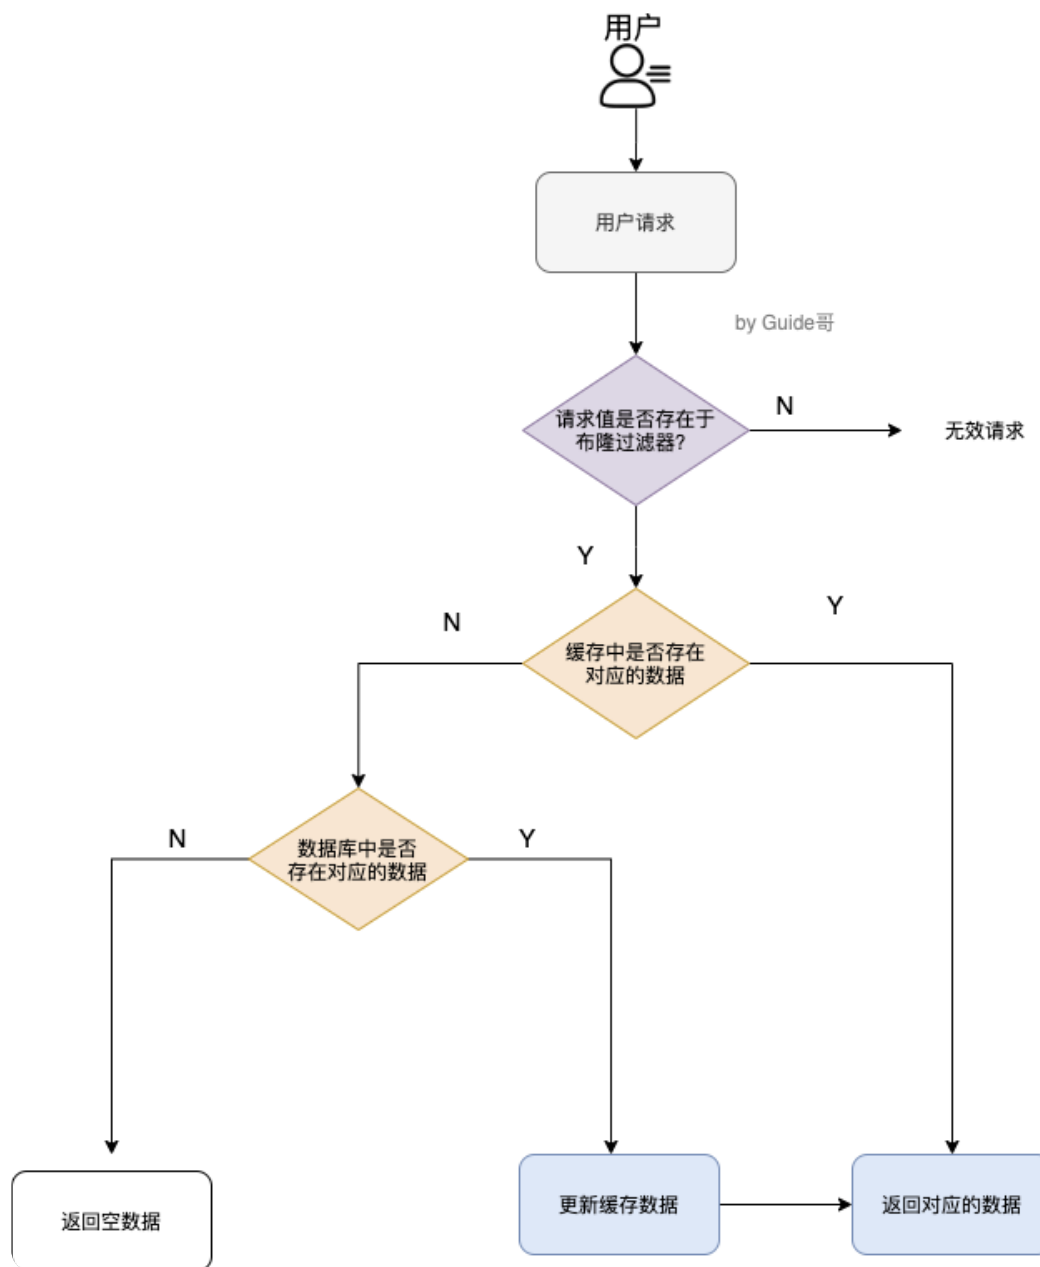 用户
用户请求
by Guide哥
请求值是否存在于
布隆过滤器?
N
无效请求
Y
缓存中是否存在
对应的数据
N
Y
数据库中是否
存在对应的数据
N
Y
返回空数据
更新缓存数据
返回对应的数据